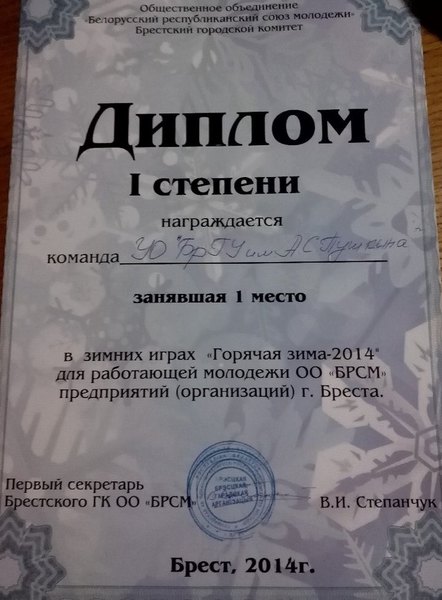 Общественное объединение
«Белорусский республиканский союз молодежи»
Брестский городской комитет
Диплом
I степени
награждается
команда УО "БрГУ им А С Пушкина"
занявшая 1 место
в зимних играх «Горячая зима-2014"
для работающей молодежи ОО «БРСМ»
предприятий (организаций) г. Бреста.
Первый секретарь
Брестского ГК ОО «БРСМ»
В.И. Степанчук
Брест, 2014г.